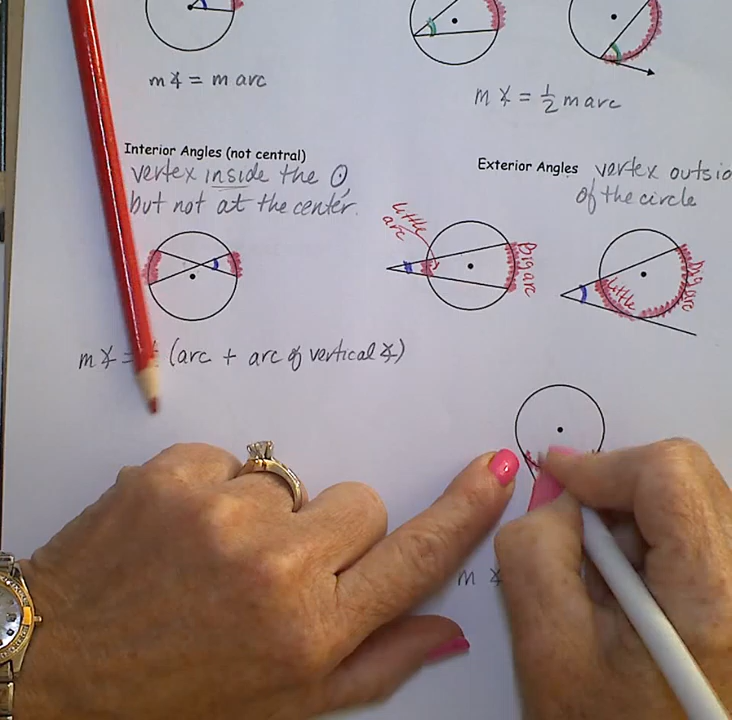 m∡ = m arc
m∡ = 1/2 m arc
Interior Angles (not central)
vertex inside the ⊙,
but not at the center.
Exterior Angles vertex
of the circle
little
arc
Big arc
Little
Big arc
m∡ = (arc + arc of vertical ∡)
m ∡